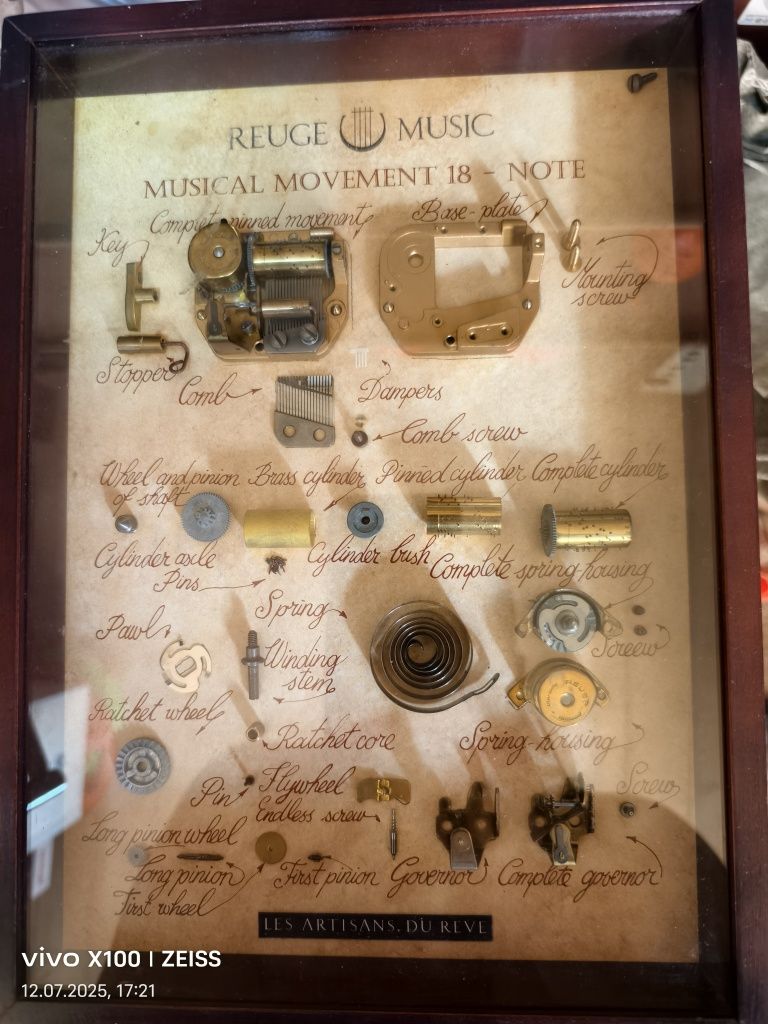 REUGE MUSIC
MUSICAL MOVEMENT 18 - NOTE
Complet pinned movement
Base-plate
Key
Mounting
screw
Stopper
Comb
Dampers
Comb screw
Wheel and pinion
of shaft
Brass cylinder
Pinned cylinder
Complete cylinder
Cylinder axle
Pins
Cylinder bush
Complete spring housing
Spring
Pawl
Winding
stem
Screew
Ratchet wheel
Ratchet core
Spring-housing
Pin
Flywheel
Endless screw
Screw
Long pinion wheel
Long pinion
First pinion
Governor
Complete governor
First wheel
LES ARTISANS DU REVE
vivo X100 | ZEISS
12.07.2025, 17:21